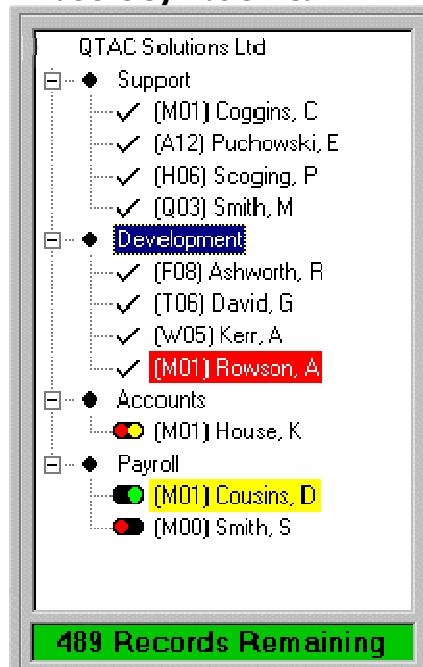 QTAC Solutions Ltd
Support
(M01) Coggins, C
(A12) Puchowski, E
(H06) Scoging, P
(Q03) Smith, M
Development
(F08) Ashworth, R
(T06) David, G
(W05) Kerr, A
(M01) Rowson, A
Accounts
(M01) House, K
Payroll
(M01) Cousins, D
(M00) Smith, S
489 Records Remaining